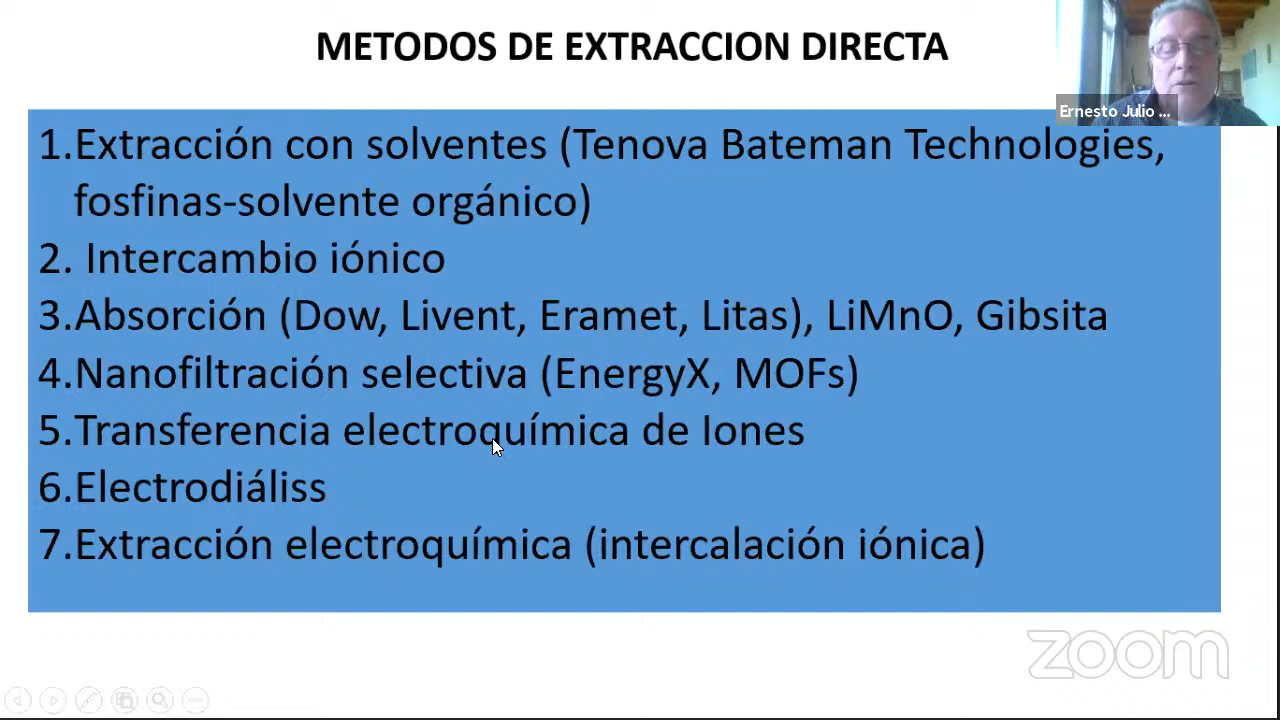 METODOS DE EXTRACCION DIRECTA
Ernesto Julio ...
1.Extracción con solventes (Tenova Bateman Technologies,
fosfinas-solvente orgánico)
2. Intercambio iónico
3.Absorción (Dow, Livent, Eramet, Litas), LiMnO, Gibsita
4.Nanofiltración selectiva (EnergyX, MOFs)
5.Transferencia electroquímica de Iones
6.Electrodiáliss
7.Extracción electroquímica (intercalación iónica)
zoom